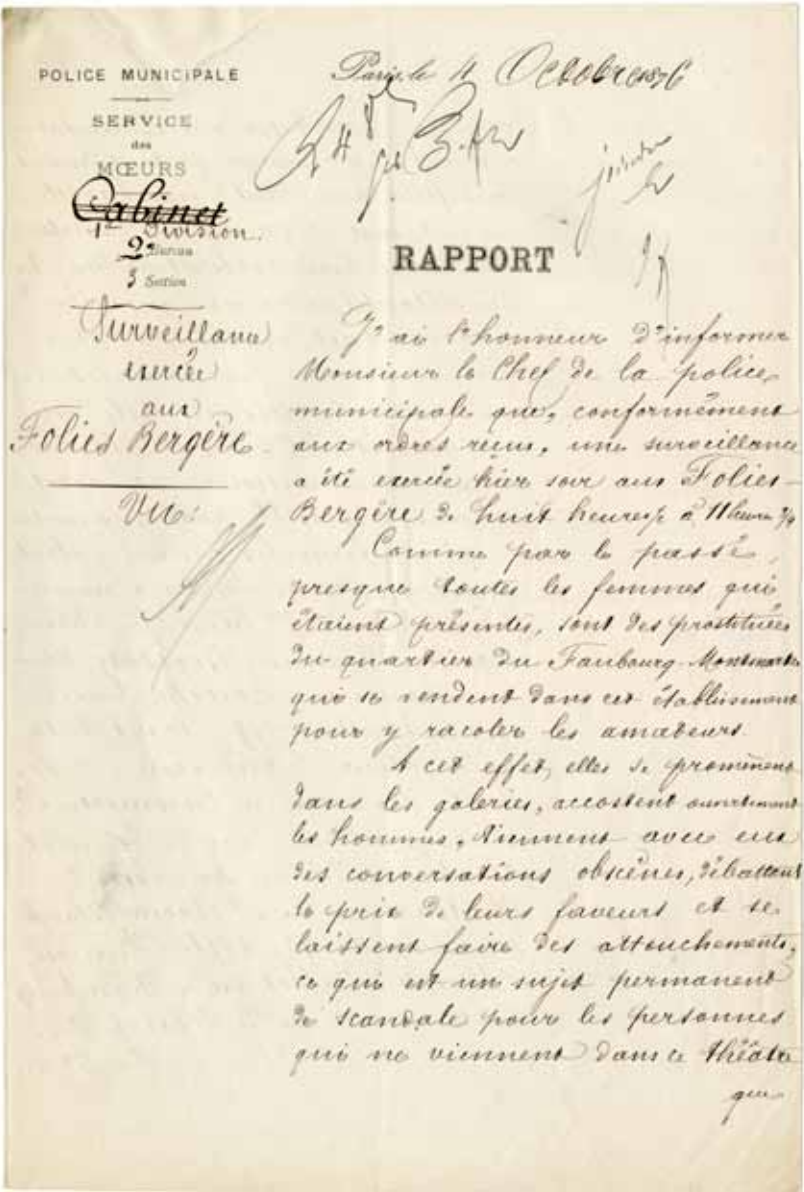 POLICE MUNICIPALE
SERVICE
des
MŒURS
Cabinet
1re Division.
2e Bureau
3 Section
Surveillance
exercée
aux
Folies Bergère
Vu:
Paris, le 4 Octobre 1876
RAPPORT
J'ai l'honneur d'informer
Monsieur le Chef de la police
municipale que, conformément
aux ordres reçus, une surveillance
a été exercée hier soir aux Folies-
Bergère de huit heures à 11 heures
Comme par le passé,
presque toutes les femmes qui
étaient présentes, sont des prostituées
du quartier du Faubourg-Montmartre
qui se rendent dans cet établissement
pour y racoler les amateurs.
A cet effet, elles se promènent
dans les galeries, accostent ouvertement
les hommes, tiennent avec eux
des conversations obscènes, débattent
le prix de leurs faveurs et se
laissent faire des attouchements,
ce qui est un sujet permanent
de scandale pour les personnes
qui ne viennent dans ce théâtre
que